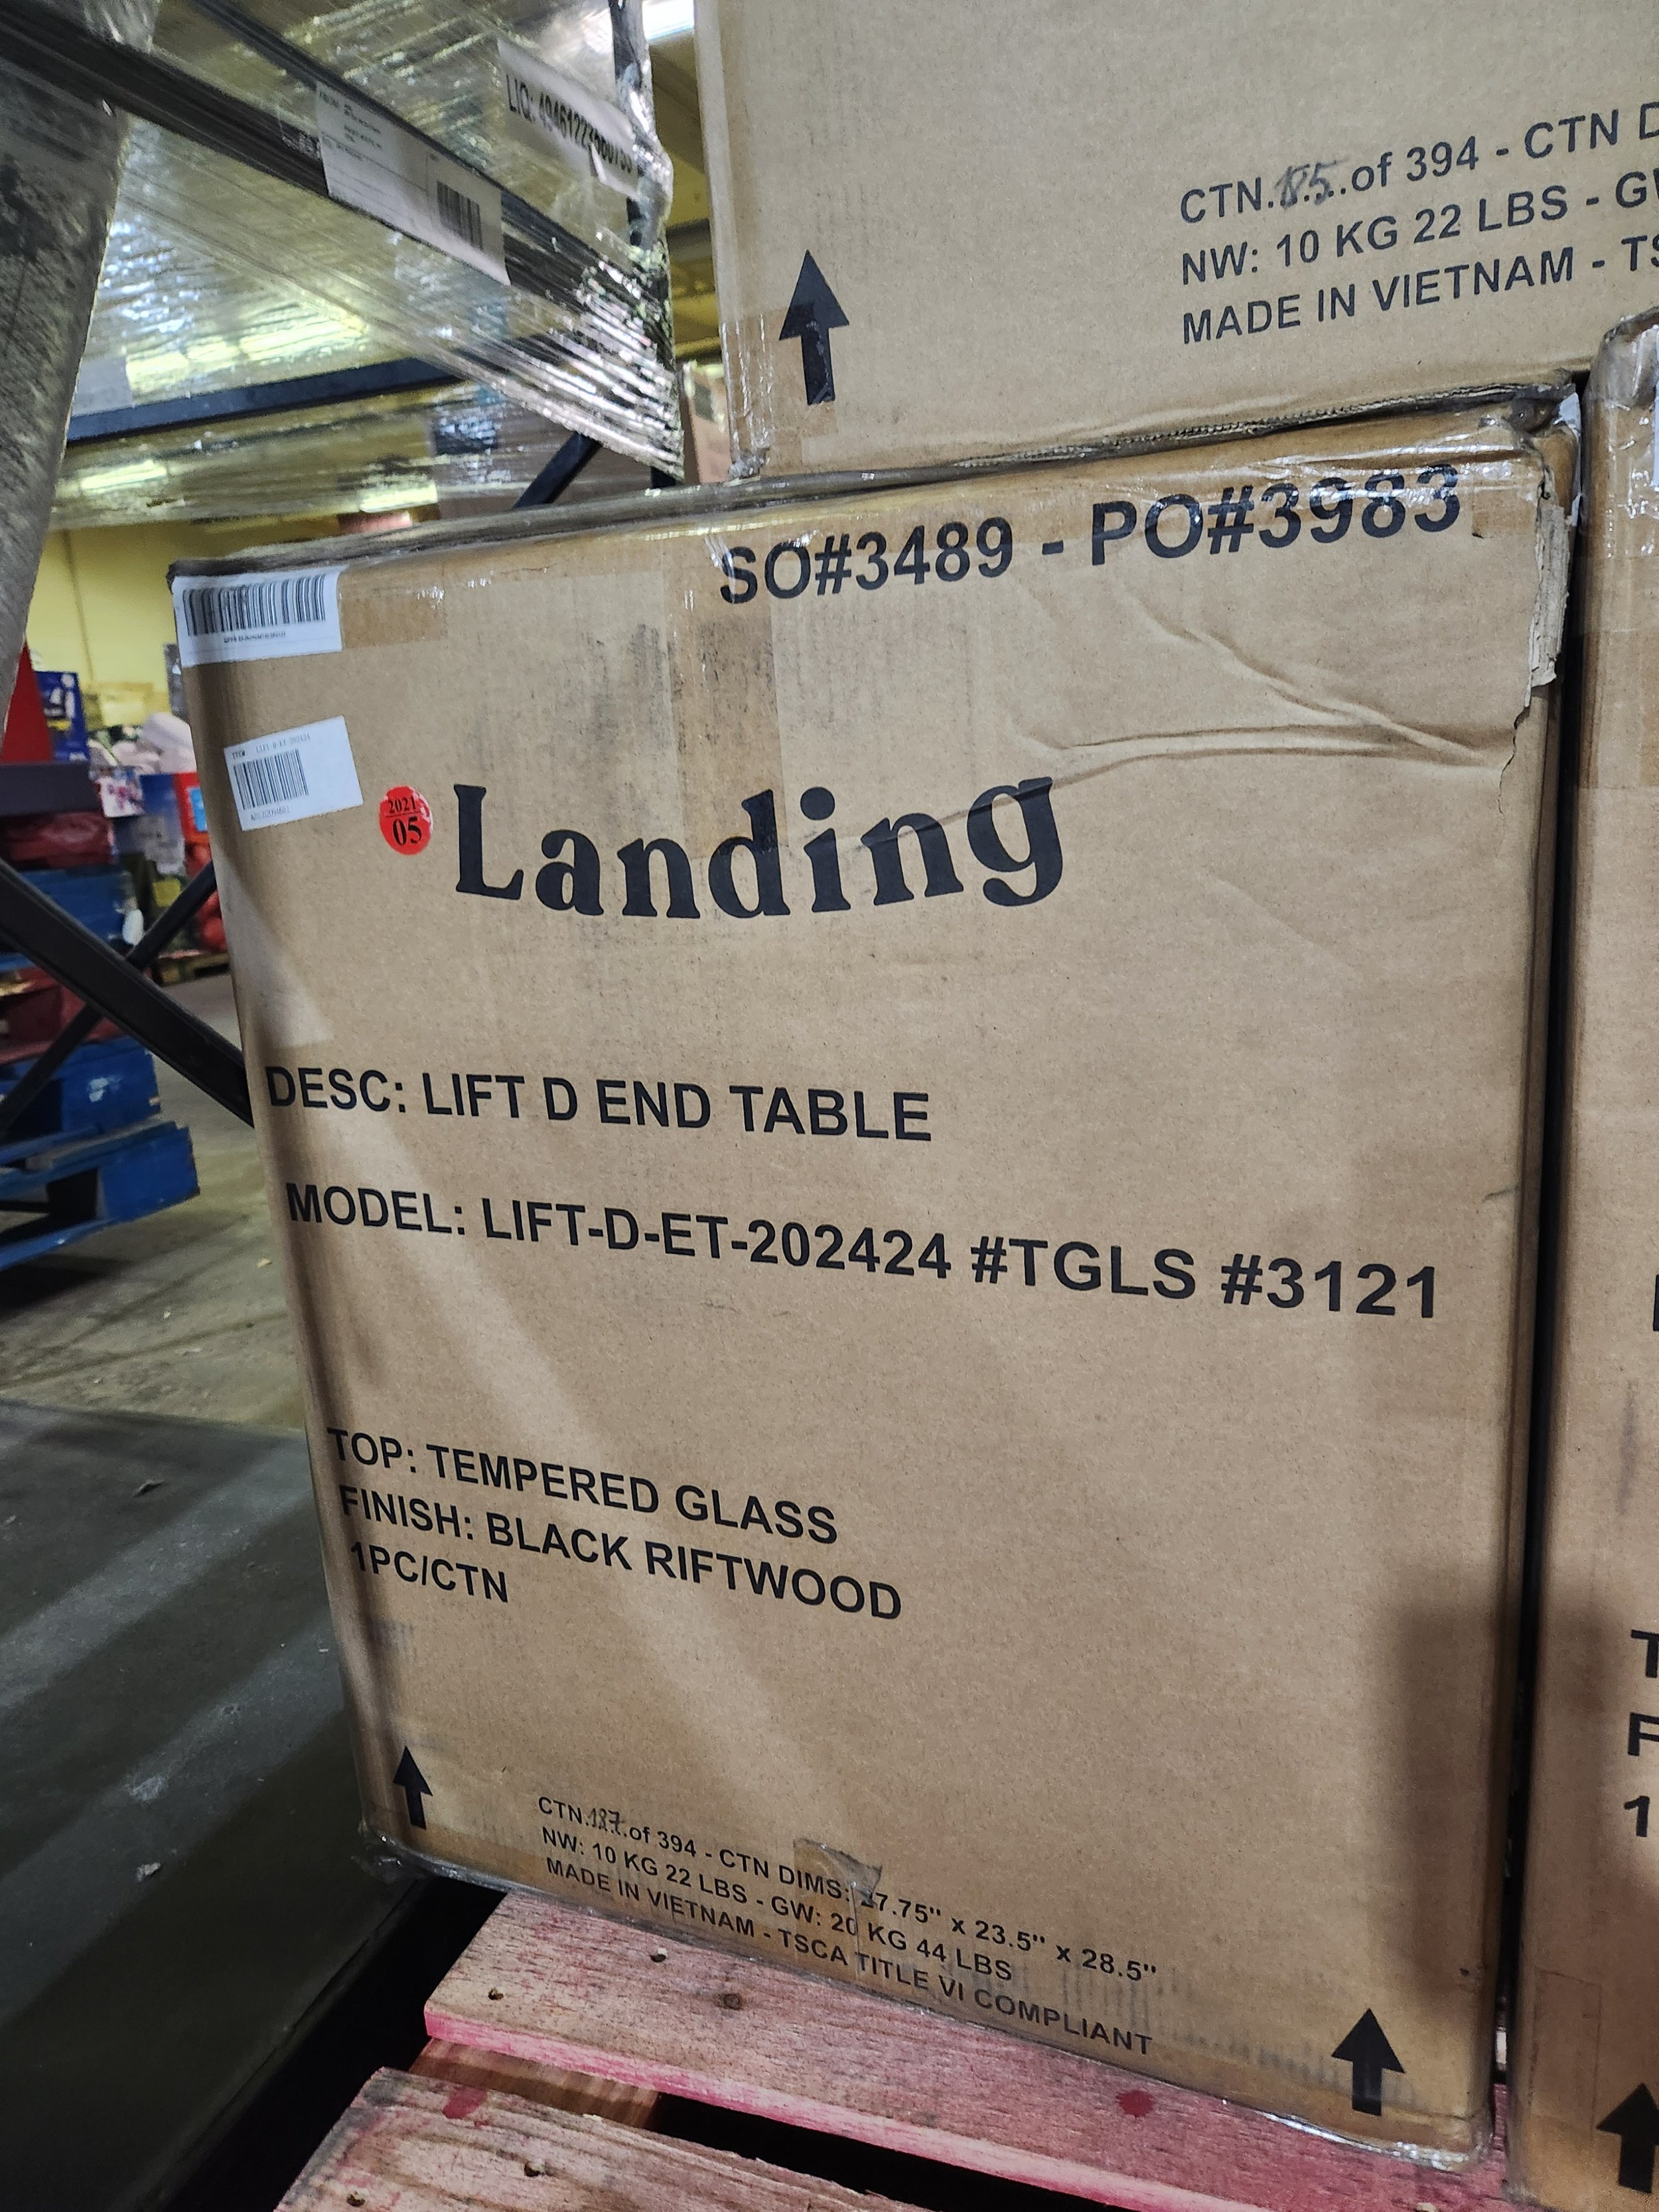 CTN.185.of 394 - CTN
NW: 10 KG 22 LBS -
MADE IN VIETNAM -
SO#3489 - PO#3983
2021
05
Landing
DESC: LIFT D END TABLE
MODEL: LIFT-D-ET-202424 #TGLS #3121
TOP: TEMPERED GLASS
FINISH: BLACK RIFTWOOD
1PC/CTN
CTN.187.of 394 - CTN DIMS: 27.75" x 23.5" x 28.5"
NW: 10 KG 22 LBS - GW: 20 KG 44 LBS
MADE IN VIETNAM - TSCA TITLE VI COMPLIANT